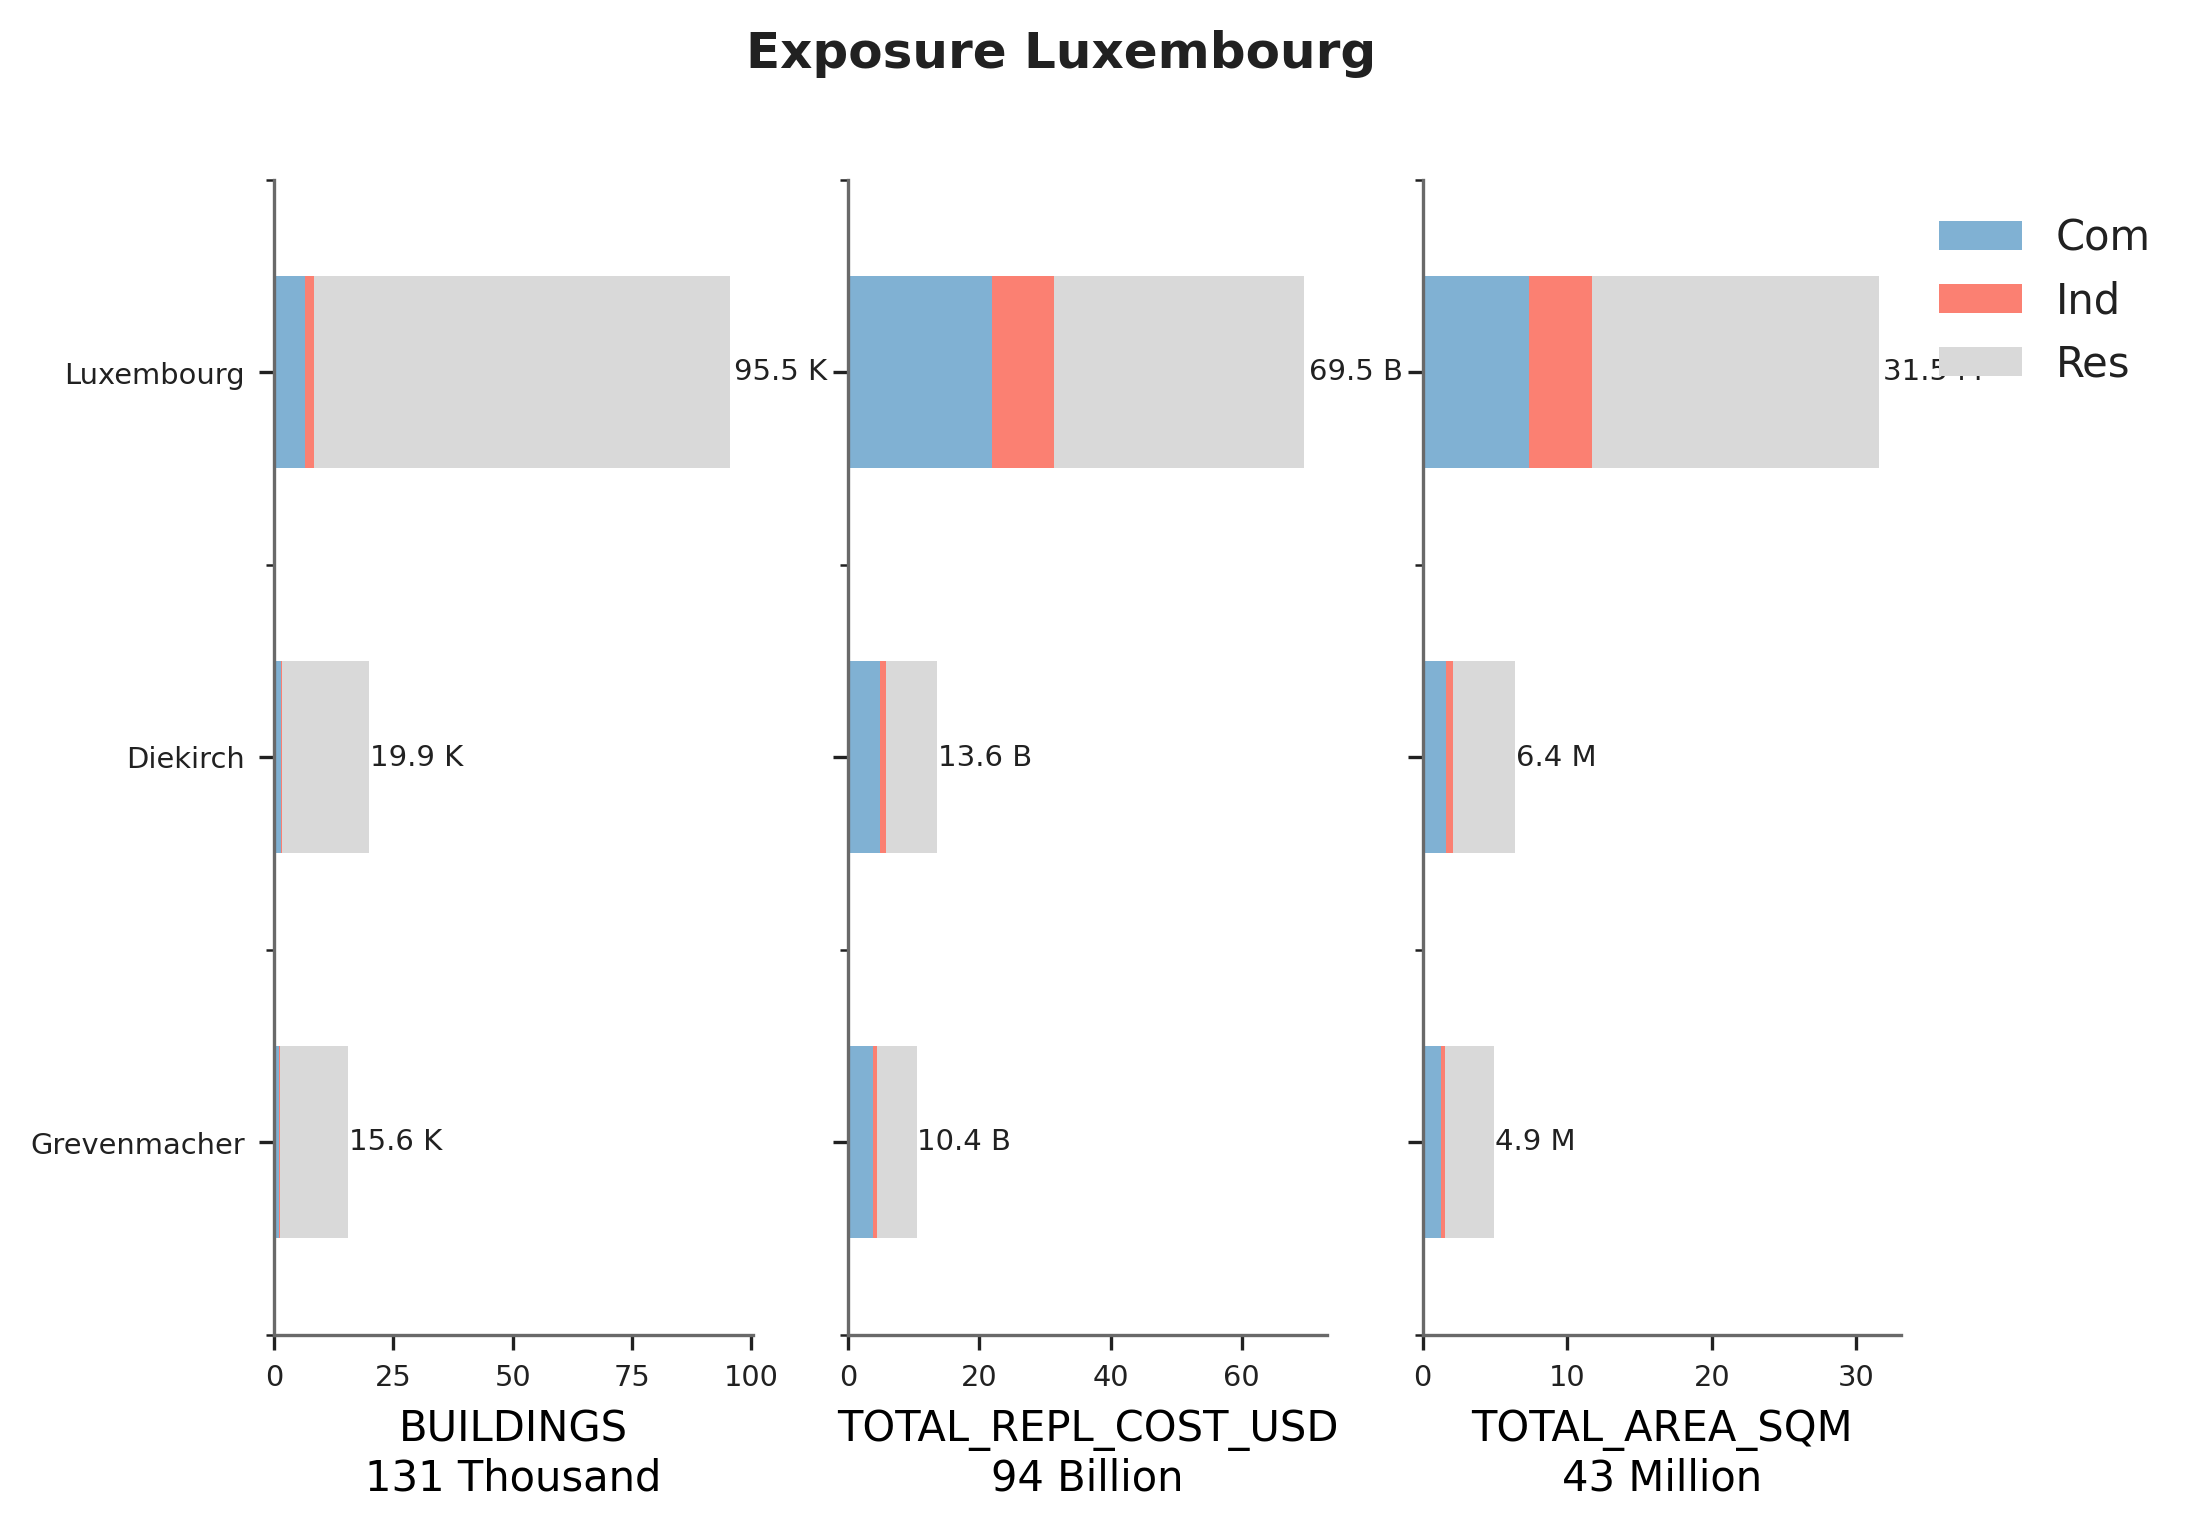 Exposure Luxembourg
Com
Ind
Res
Luxembourg
95.5 K
69.5 B
Diekirch
19.9 K
13.6 B
6.4 M
Grevenmacher
15.6 K
10.4 B
4.9 M
0 25 50 75 100
0 20 40 60
0 10 20 30
BUILDINGS
131 Thousand
TOTAL_REPL_COST_USD
94 Billion
TOTAL_AREA_SQM
43 Million